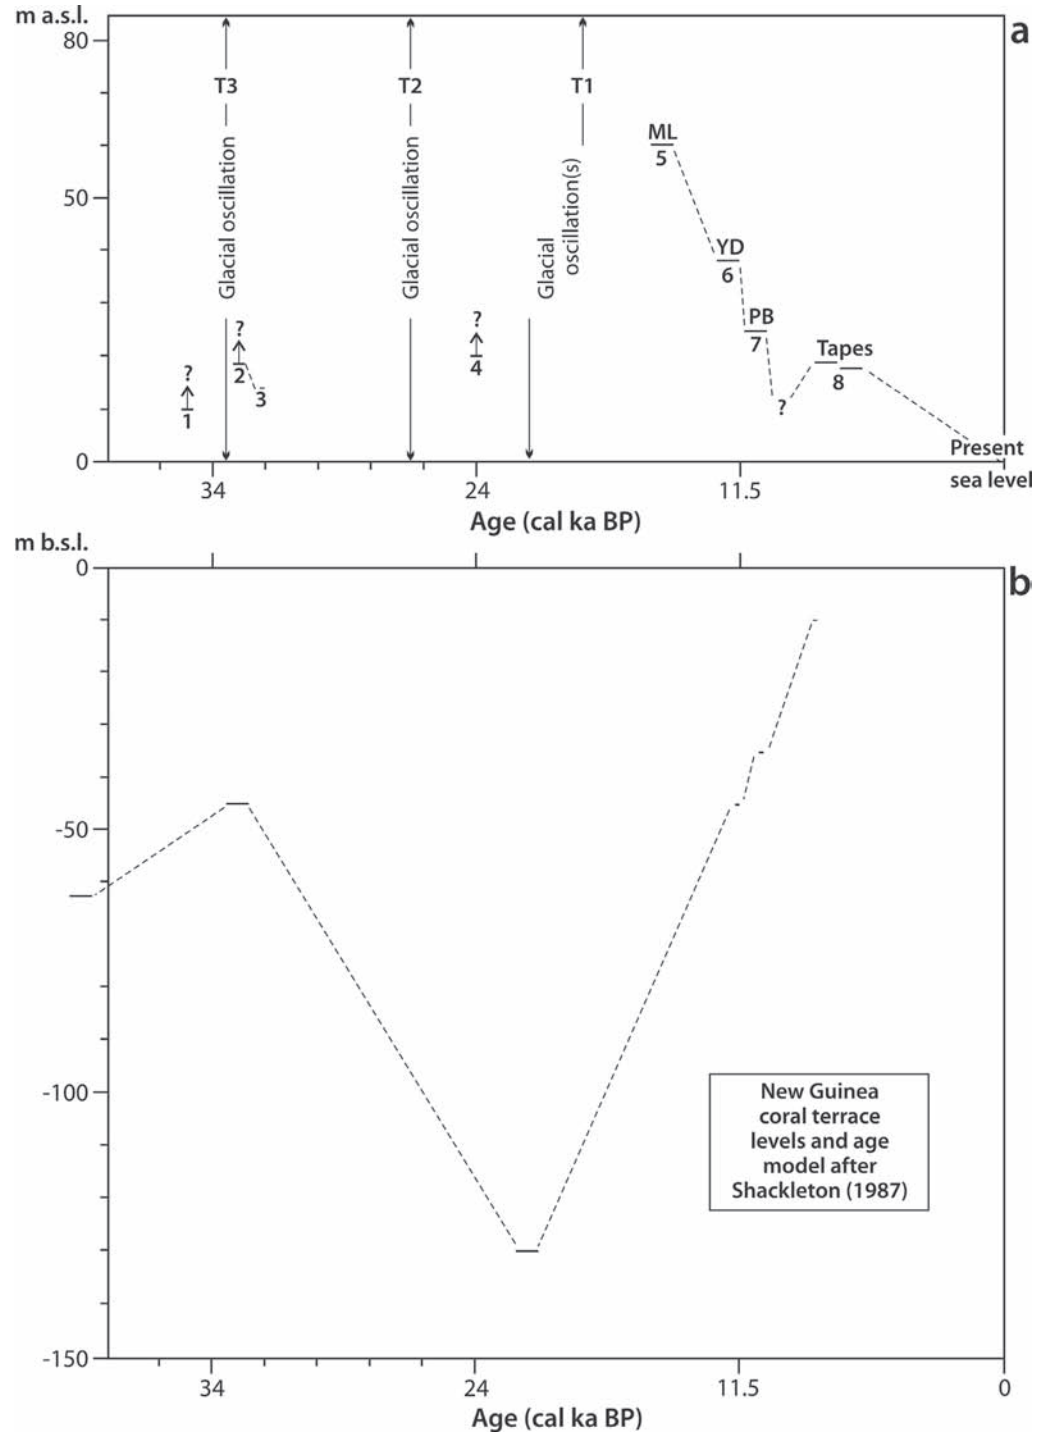 m a.s.l.
a
80
T3
T2
T1
ML
5
50
Glacial oscillation
Glacial oscillation
Glacial
oscillation(s)
YD
6
PB
7
?
?
?
Tapes
8
2
4
3
1
?
Present
sea level
0
34
24
11.5
Age (cal ka BP)
m b.s.l.
b
0
-50
-100
New Guinea
coral terrace
levels and age
model after
Shackleton (1987)
-150
34
24
11.5
0
Age (cal ka BP)